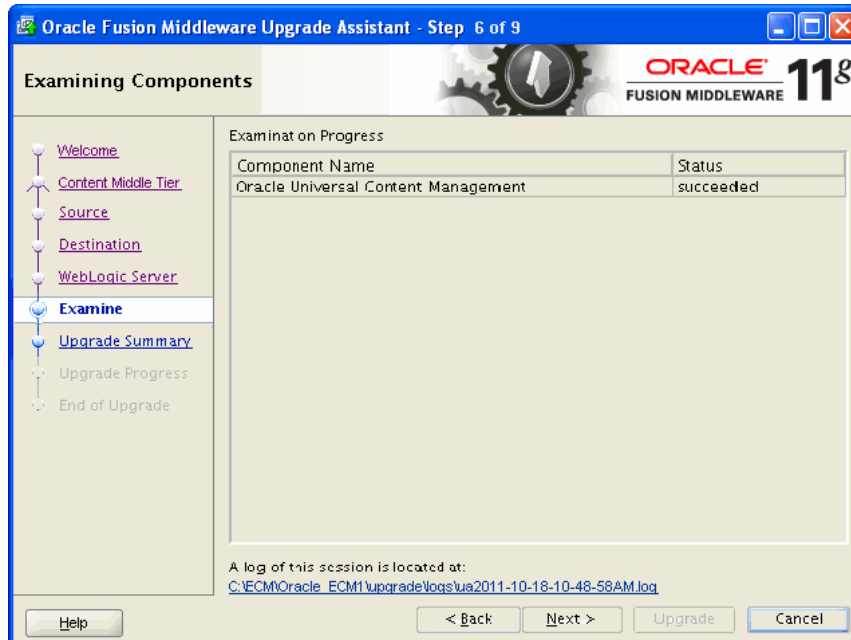 Oracle Fusion Middleware Upgrade Assistant - Step 6 of 9
Examining Components
ORACLE 11g
FUSION MIDDLEWARE
Welcome
Content Middle Tier
Source
Destination
WebLogic Server
Examine
Upgrade Summary
Upgrade Progress
End of Upgrade
Examination Progress
Component Name Status
Oracle Universal Content Management succeeded
A log of this session is located at:
C:\ECM\Oracle_ECM1\upgrade\logs\ua2011-10-18-10-48-58AM.log
Help < Back Next > Upgrade Cancel